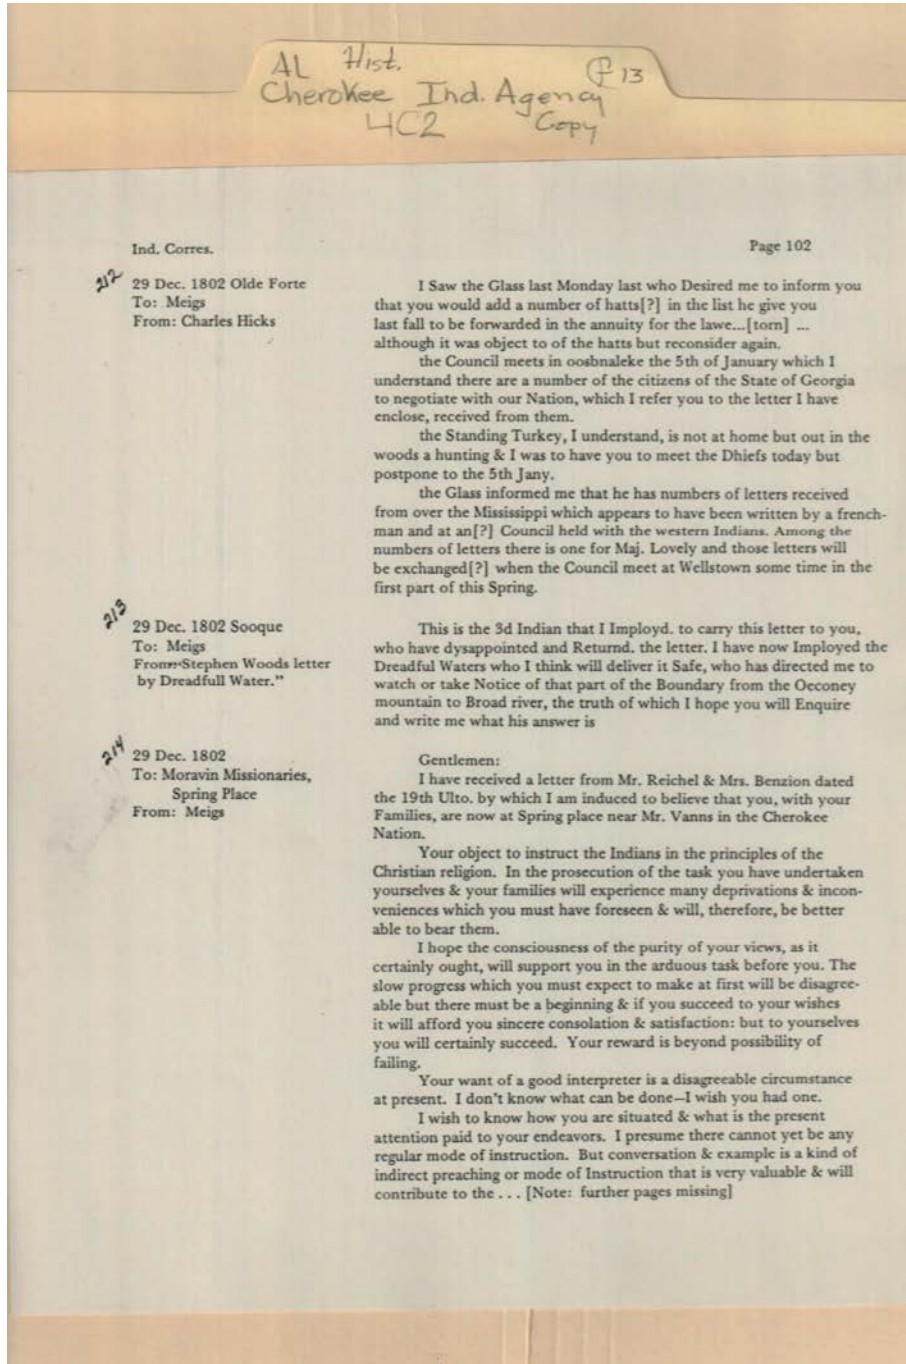 AL Hist.
Cherokee Ind. Agency
4C2 Copy
f 13
Ind. Corres.
Page 102
212
29 Dec. 1802 Olde Forte
To: Meigs
From: Charles Hicks
I Saw the Glass last Monday last who Desired me to inform you
that you would add a number of hatts[?] in the list he give you
last fall to be forwarded in the annuity for the lawe...[torn] ...
although it was object to of the hatts but reconsider again.
the Council meets in oosbnaleke the 5th of January which I
understand there are a number of the citizens of the State of Georgia
to negotiate with our Nation, which I refer you to the letter I have
enclose, received from them.
the Standing Turkey, I understand, is not at home but out in the
woods a hunting & I was to have you to meet the Dhiefs today but
postpone to the 5th Jany.
the Glass informed me that he has numbers of letters received
from over the Mississippi which appears to have been written by a french-
man and at an[?] Council held with the western Indians. Among the
numbers of letters there is one for Maj. Lovely and those letters will
be exchanged[?] when the Council meet at Wellstown some time in the
first part of this Spring.
213
29 Dec. 1802 Sooque
To: Meigs
From:"Stephen Woods letter
by Dreadfull Water."
This is the 3d Indian that I Imployd. to carry this letter to you,
who have dysappointed and Returnd. the letter. I have now Imployed the
Dreadful Waters who I think will deliver it Safe, who has directed me to
watch or take Notice of that part of the Boundary from the Oeconey
mountain to Broad river, the truth of which I hope you will Enquire
and write me what his answer is
214
29 Dec. 1802
To: Moravin Missionaries,
Spring Place
From: Meigs
Gentlemen:
I have received a letter from Mr. Reichel & Mrs. Benzion dated
the 19th Ulto. by which I am induced to believe that you, with your
Families, are now at Spring place near Mr. Vanns in the Cherokee
Nation.
Your object to instruct the Indians in the principles of the
Christian religion. In the prosecution of the task you have undertaken
yourselves & your families will experience many deprivations & incon-
veniences which you must have foreseen & will, therefore, be better
able to bear them.
I hope the consciousness of the purity of your views, as it
certainly ought, will support you in the arduous task before you. The
slow progress which you must expect to make at first will be disagree-
able but there must be a beginning & if you succeed to your wishes
it will afford you sincere consolation & satisfaction: but to yourselves
you will certainly succeed. Your reward is beyond possibility of
failing.
Your want of a good interpreter is a disagreeable circumstance
at present. I don't know what can be done—I wish you had one.
I wish to know how you are situated & what is the present
attention paid to your endeavors. I presume there cannot yet be any
regular mode of instruction. But conversation & example is a kind of
indirect preaching or mode of Instruction that is very valuable & will
contribute to the . . . [Note: further pages missing]